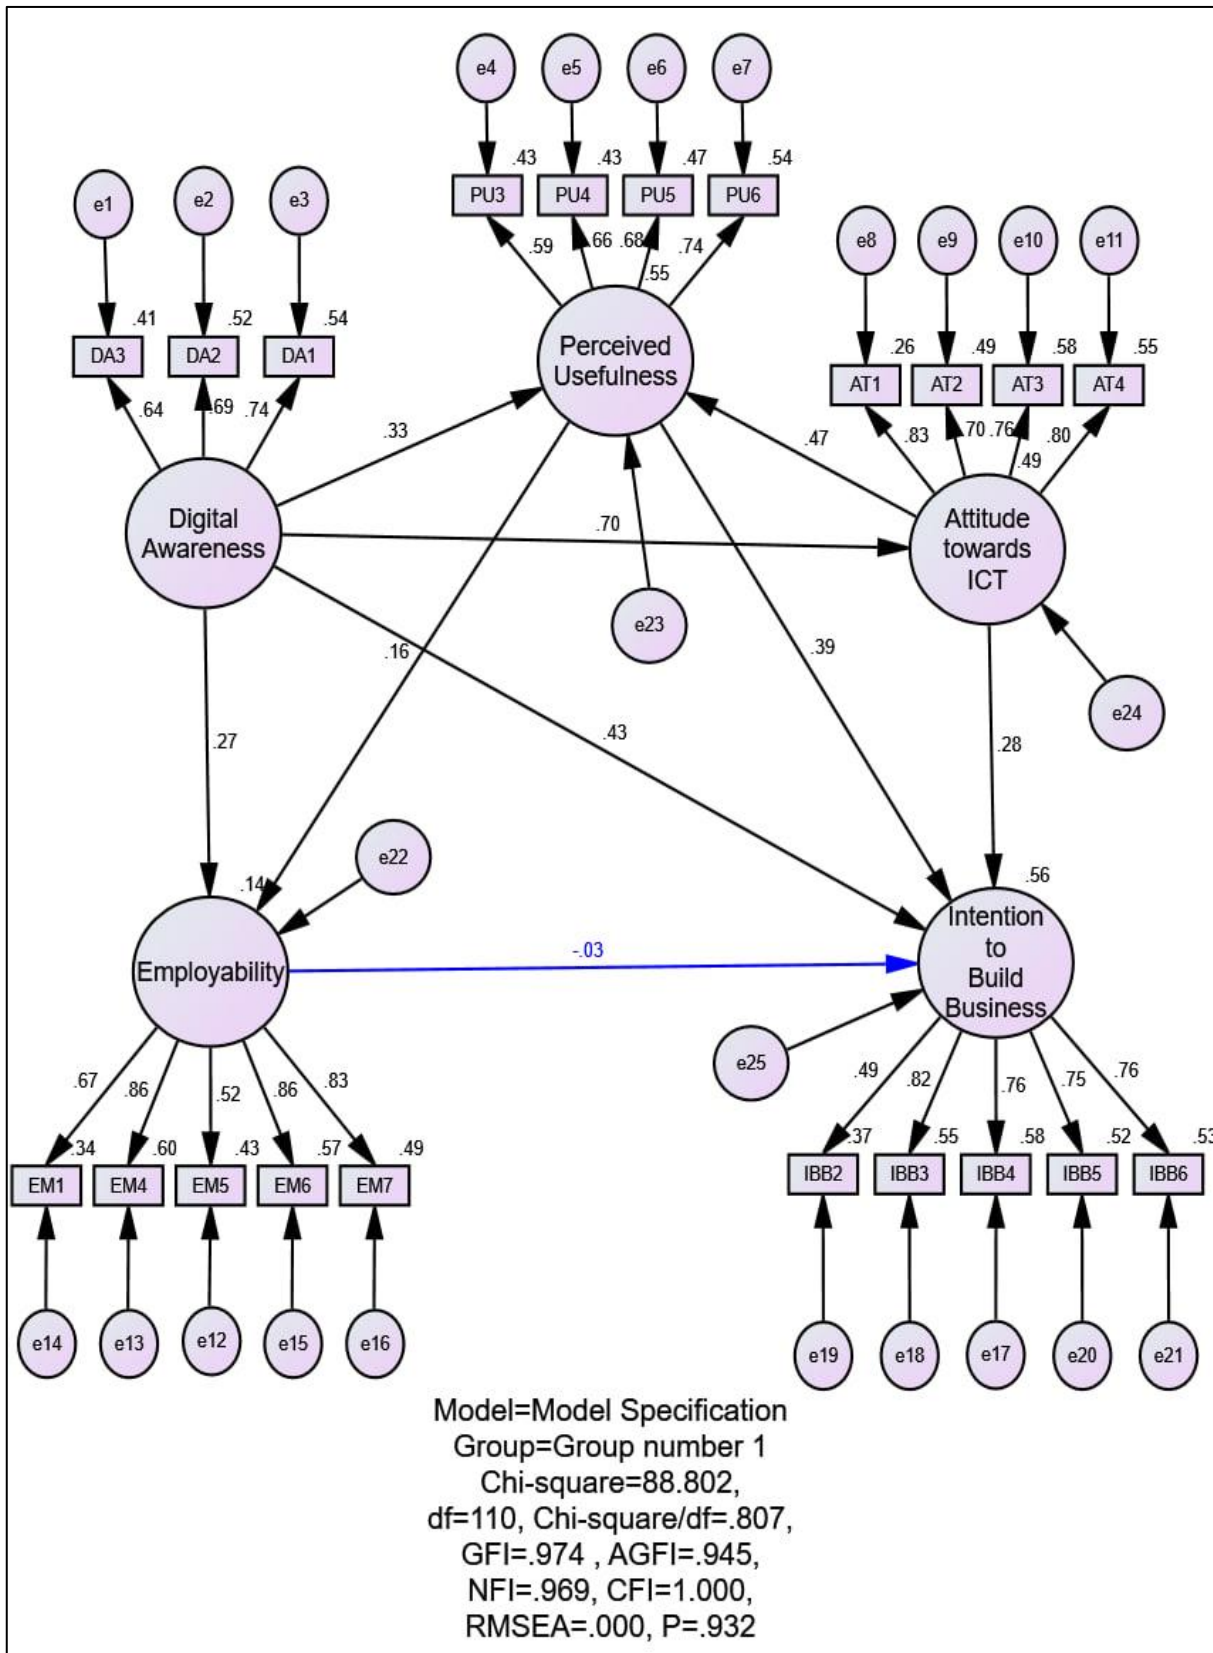 e4 e5 e6 e7
.43 .43 .47 .54
PU3 PU4 PU5 PU6
.59 .66 .68 .74
.55
Perceived
Usefulness
e1 e2 e3
.41 .52 .54
DA3 DA2 DA1
.64 .69 .74
Digital
Awareness
e8 e9 e10 e11
.26 .49 .58 .55
AT1 AT2 AT3 AT4
.83 .70 .76 .80
.49
Attitude
towards
ICT
.33
.47
.70
e23
.16
.39
e24
.27
.43
.28
e22
.14
Employability
-.03
.56
Intention
to
Build
Business
e25
.67 .86 .52 .86 .83
.34 .60 .43 .57 .49
EM1 EM4 EM5 EM6 EM7
e14 e13 e12 e15 e16
.49 .82 .76 .75 .76
.37 .55 .58 .52 .53
IBB2 IBB3 IBB4 IBB5 IBB6
e19 e18 e17 e20 e21
Model=Model Specification
Group=Group number 1
Chi-square=88.802,
df=110, Chi-square/df=.807,
GFI=.974 , AGFI=.945,
NFI=.969, CFI=1.000,
RMSEA=.000, P=.932